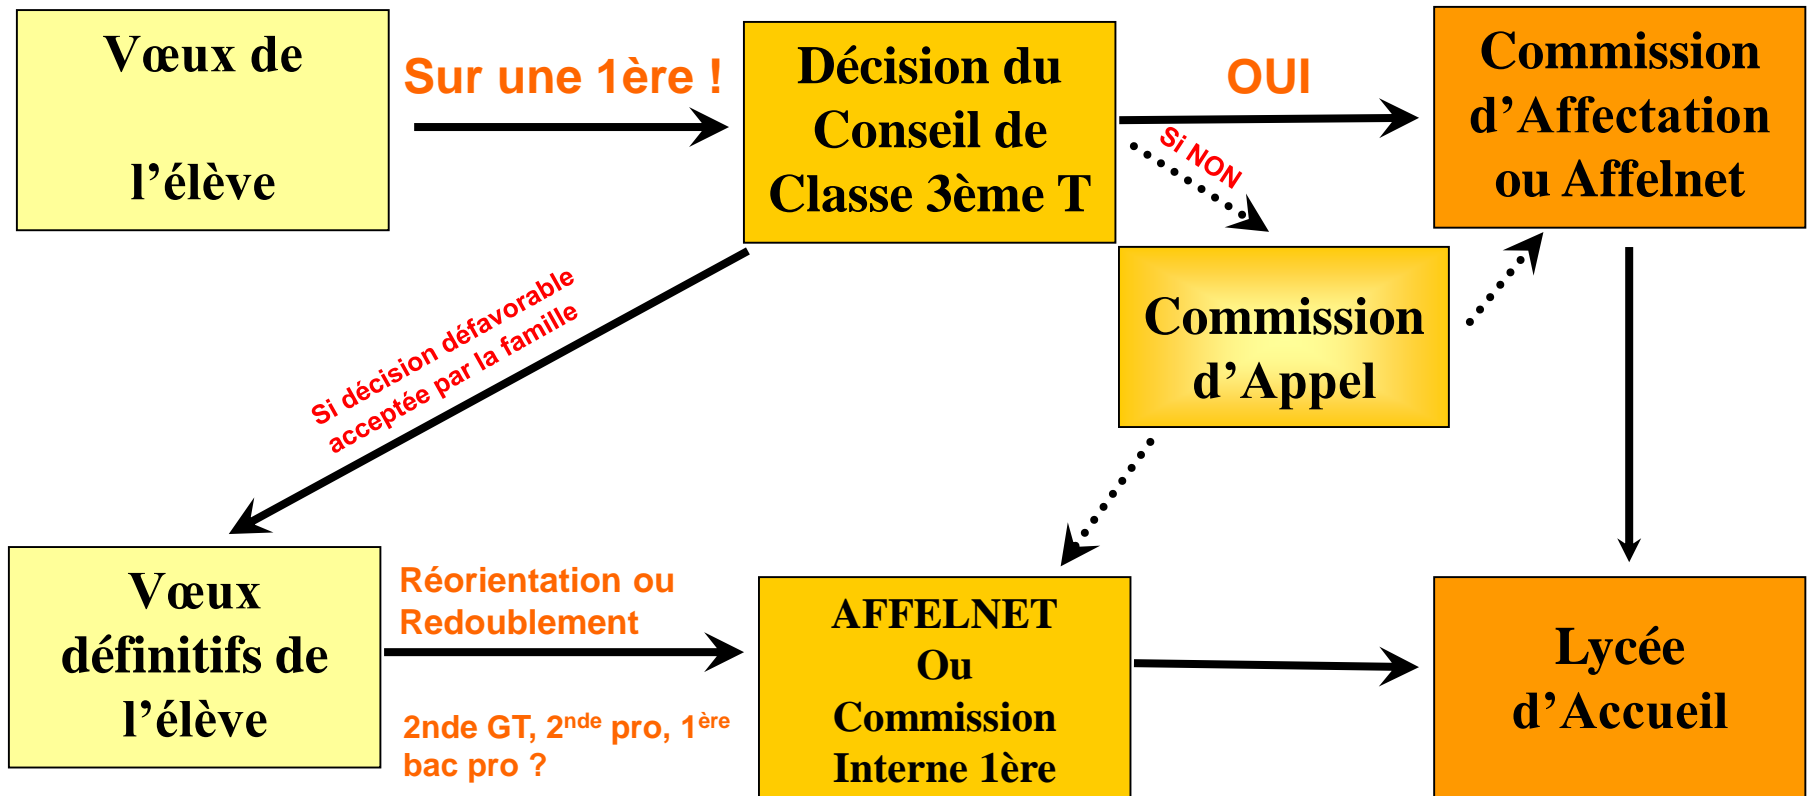 Vœux de
l’élève
Sur une 1ère !
Décision du
Conseil de
Classe 3ème T
OUI
Si NON
Commission
d’Affectation
ou Affelnet
Commission
d’Appel
Si décision défavorable
acceptée par la famille
Vœux
définitifs de
l’élève
Réorientation ou
Redoublement
2nde GT, 2nde pro, 1ère
bac pro ?
AFFELNET
Ou
Commission
Interne 1ère
Lycée
d’Accueil